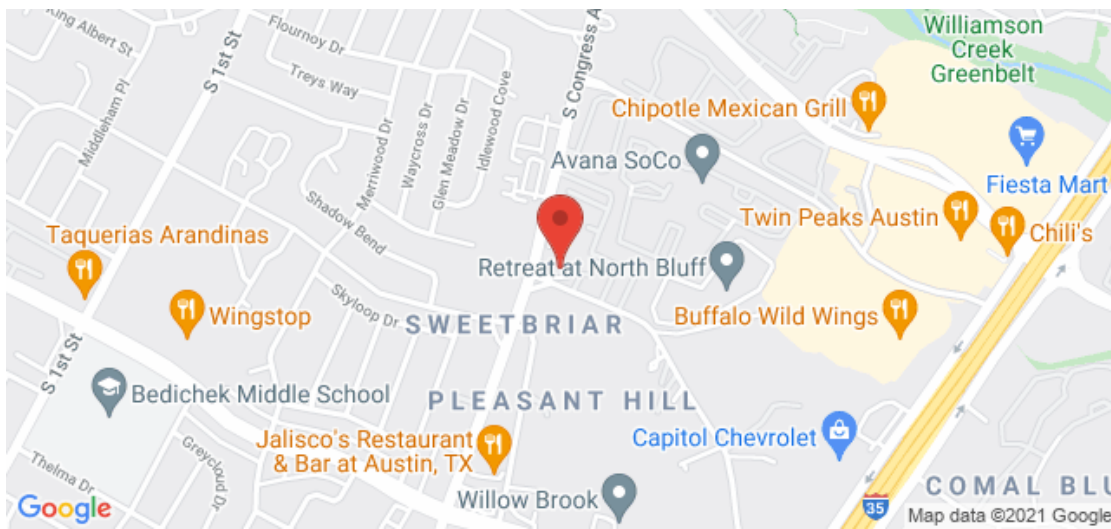 King Albert St
Flournoy Dr
S 1st St
Treys Way
Middleham Pl
Merriwood Dr
Waycross Dr
Glen Meadow Dr
Idlewood Cove
S Congress A
Williamson
Creek
Greenbelt
Chipotle Mexican Grill
Avana SoCo
Fiesta Mart
Shadow Bend
Twin Peaks Austin
Chili's
Taquerias Arandinas
Retreat at North Bluff
Wingstop
Skyloop Dr
SWEETBRIAR
Buffalo Wild Wings
S 1st St
Bedichek Middle School
PLEASANT HILL
Jalisco's Restaurant
& Bar at Austin, TX
Capitol Chevrolet
Greycloud Dr
Thelma Dr
Willow Brook
COMAL BLU
35
Google
Map data ©2021 Google